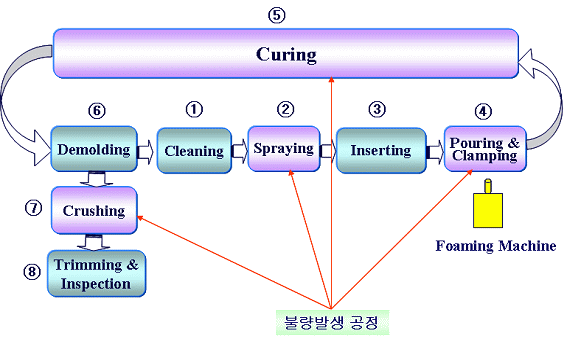 ⑤
Curing
⑥
①
②
③
④
Demolding
Cleaning
Spraying
Inserting
Pouring &
Clamping
⑦
Crushing
Foaming Machine
⑧
Trimming &
Inspection
불량발생 공정